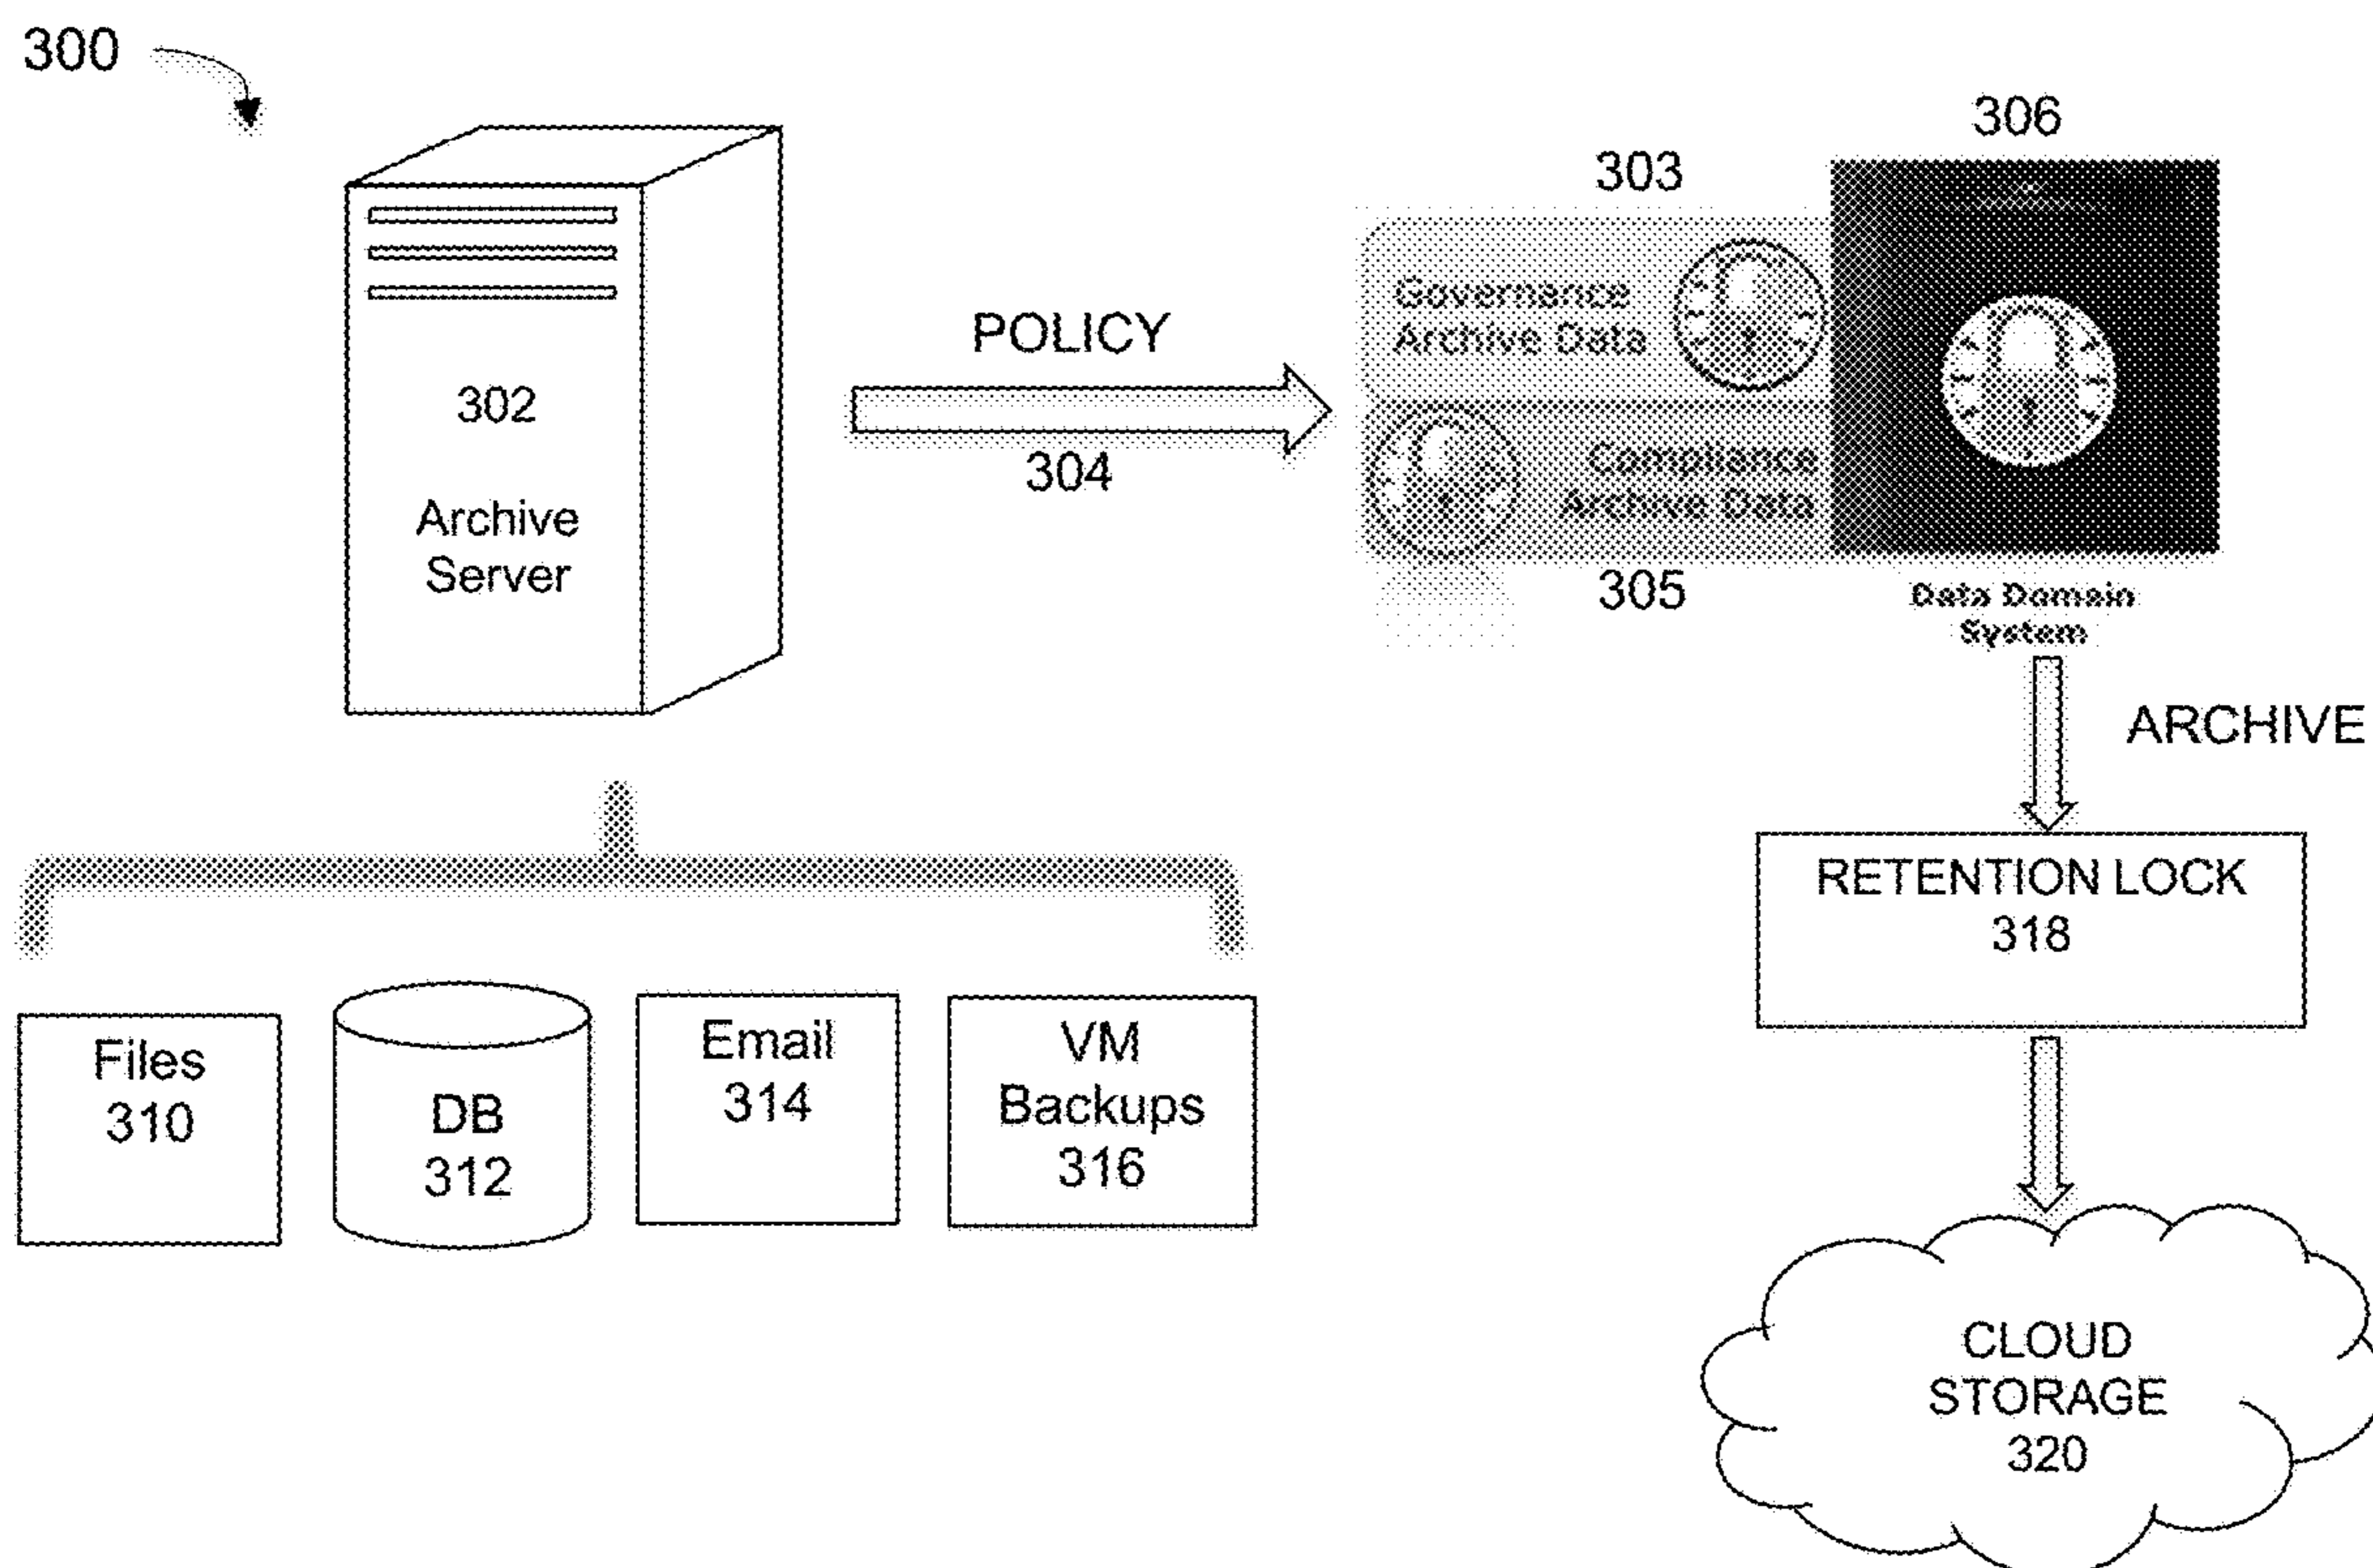 300
302
Archive
Server
POLICY
304
303
Governance
Archive Data
Compliance
Archive Data
305
306
Data Domain
System
ARCHIVE
RETENTION LOCK
318
CLOUD
STORAGE
320
Files
310
DB
312
Email
314
VM
Backups
316